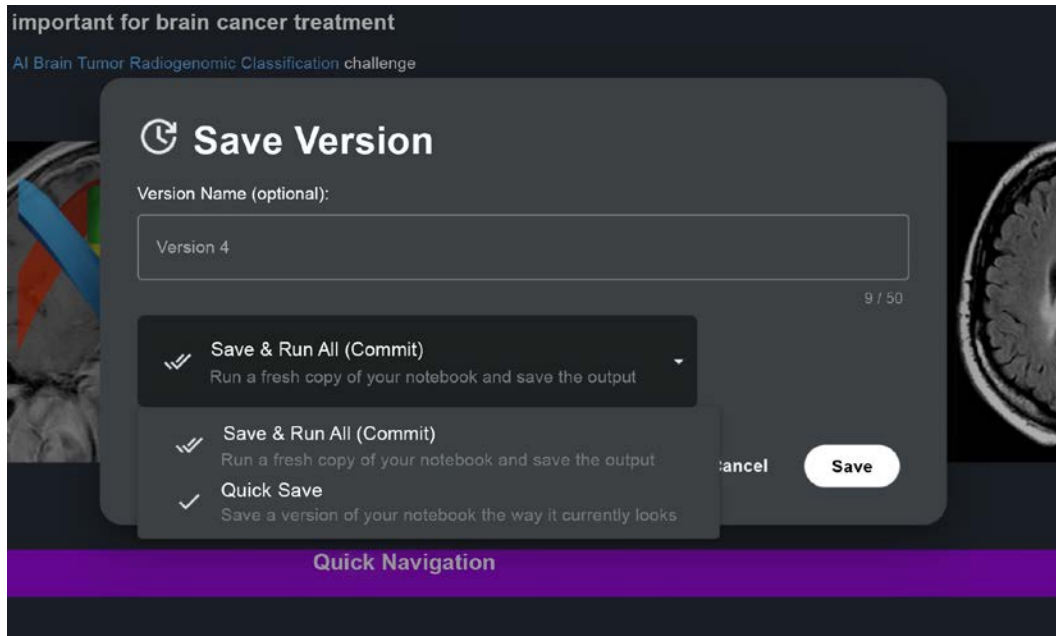 important for brain cancer treatment
AI Brain Tumor Radiogenomic Classification challenge
Save Version
Version Name (optional):
Version 4
9 / 50
Save & Run All (Commit)
Run a fresh copy of your notebook and save the output
Save & Run All (Commit)
Run a fresh copy of your notebook and save the output
Cancel
Save
Quick Save
Save a version of your notebook the way it currently looks
Quick Navigation